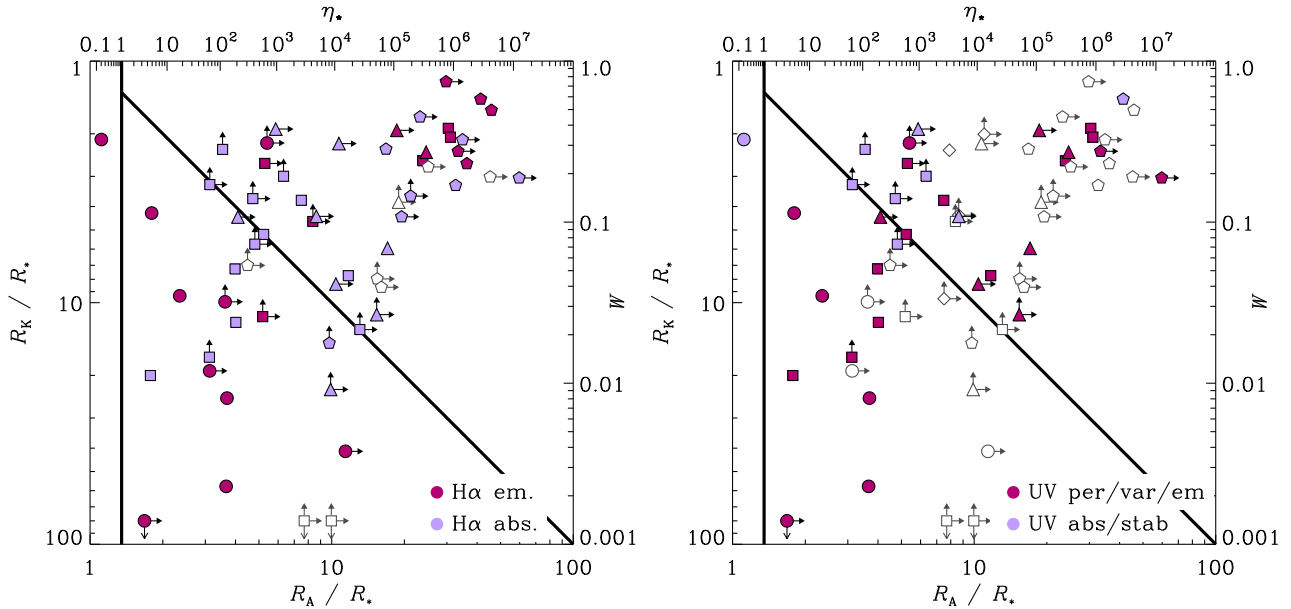 η*
0.1 1 10 10² 10³ 10⁴ 10⁵ 10⁶ 10⁷
1
10
100
R_K / R*
1.0
0.1
0.01
0.001
W
Hα em.
Hα abs.
1 10 100
R_A / R*
η*
0.1 1 10 10² 10³ 10⁴ 10⁵ 10⁶ 10⁷
1
10
100
R_K / R*
1.0
0.1
0.01
0.001
W
UV per/var/em
UV abs/stab
1 10 100
R_A / R*